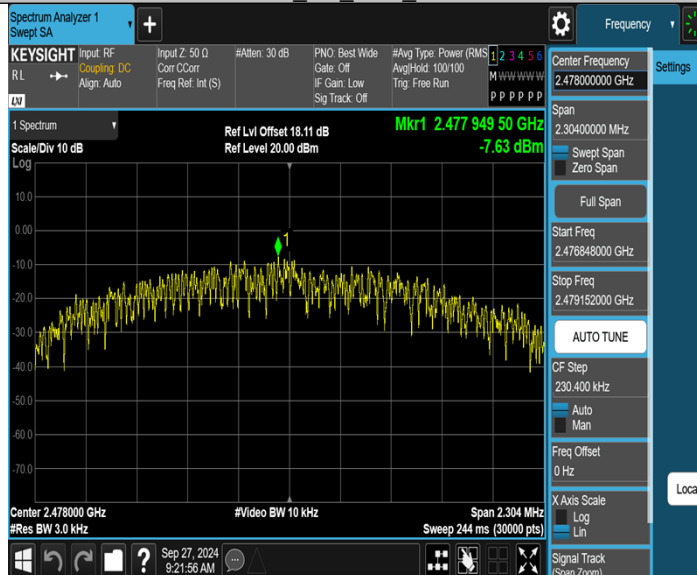 Spectrum Analyzer 1
Swept SA
Frequency
KEYSIGHT
RL
LXI
Input: RF
Coupling: DC
Align: Auto
Input Z: 50 Ω
Corr CCorr
Freq Ref: Int (S)
#Atten: 30 dB
PNO: Best Wide
Gate: Off
IF Gain: Low
Sig Track: Off
#Avg Type: Power (RMS
Avg|Hold: 100/100
Trig: Free Run
1 2 3 4 5 6
M W W W W W
P P P P P P
1 Spectrum
Scale/Div 10 dB
Log
Ref Lvl Offset 18.11 dB
Ref Level 20.00 dBm
Mkr1 2.477 949 50 GHz
-7.63 dBm
10.0
0.00
-10.0
-20.0
-30.0
-40.0
-50.0
-60.0
-70.0
1
Center 2.478000 GHz
#Res BW 3.0 kHz
#Video BW 10 kHz
Span 2.304 MHz
Sweep 244 ms (30000 pts)
Sep 27, 2024
9:21:56 AM
Center Frequency
2.478000000 GHz
Span
2.30400000 MHz
Swept Span
Zero Span
Full Span
Start Freq
2.476848000 GHz
Stop Freq
2.479152000 GHz
AUTO TUNE
CF Step
230.400 kHz
Auto
Man
Freq Offset
0 Hz
X Axis Scale
Log
Lin
Signal Track
(Span Zoom)
Settings
Loca